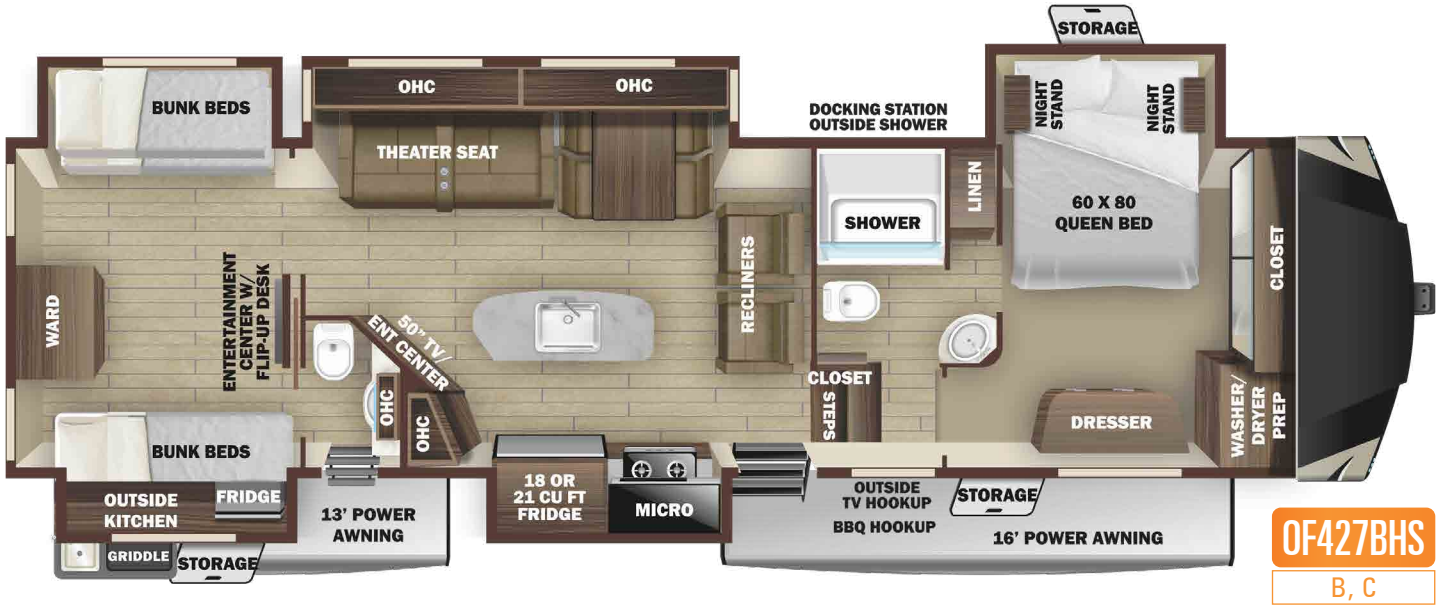 STORAGE
BUNK BEDS
OHC
OHC
THEATER SEAT
DOCKING STATION
OUTSIDE SHOWER
NIGHT
STAND
NIGHT
STAND
LINEN
SHOWER
60 X 80
QUEEN BED
CLOSET
WARD
ENTERTAINMENT
CENTER W/
FLIP-UP DESK
50" TV/
ENT CENTER
RECLINERS
CLOSET
STEPS
OHC
OHC
DRESSER
WASHER/
DRYER
PREP
BUNK BEDS
OUTSIDE
KITCHEN
FRIDGE
GRIDDLE
STORAGE
13' POWER
AWNING
18 OR
21 CU FT
FRIDGE
MICRO
OUTSIDE
TV HOOKUP
BBQ HOOKUP
STORAGE
16' POWER AWNING
OF427BHS
B, C